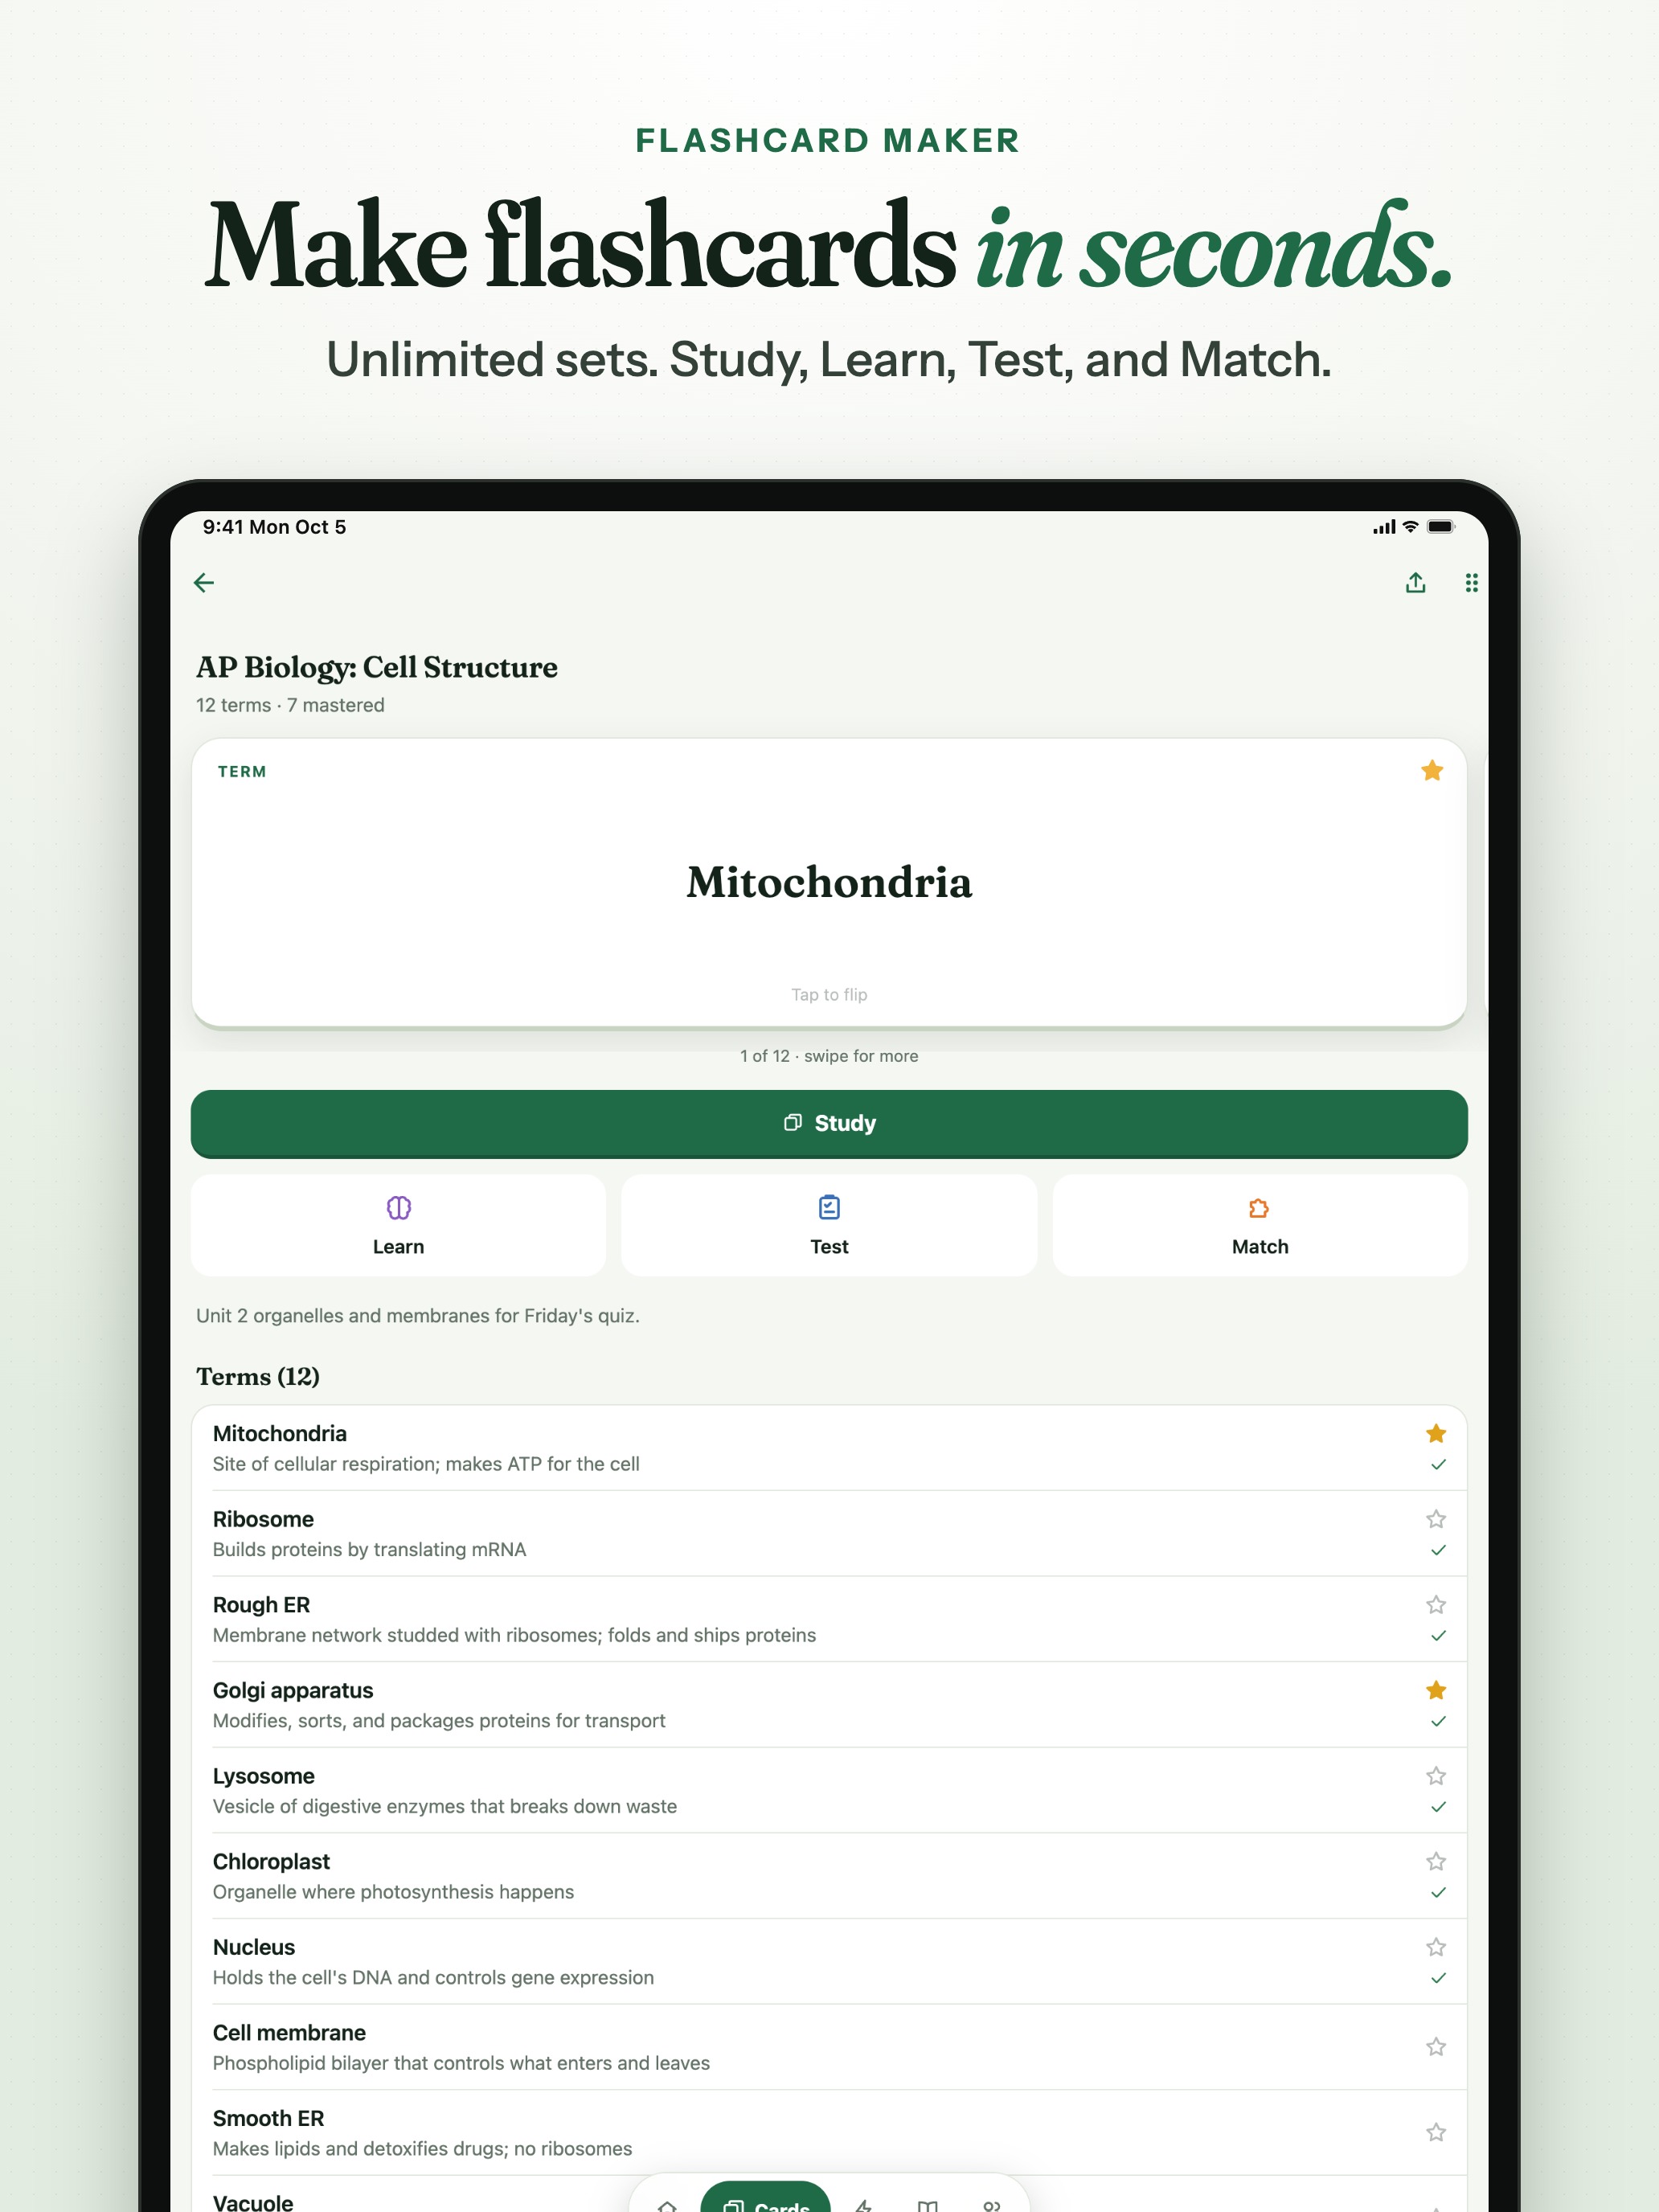 FLASHCARD MAKER
Make flashcards in seconds.
Unlimited sets. Study, Learn, Test, and Match.
9:41 Mon Oct 5
AP Biology: Cell Structure
12 terms · 7 mastered
TERM
Mitochondria
Tap to flip
1 of 12 · swipe for more
Study
Learn
Test
Match
Unit 2 organelles and membranes for Friday's quiz.
Terms (12)
Mitochondria
Site of cellular respiration; makes ATP for the cell
Ribosome
Builds proteins by translating mRNA
Rough ER
Membrane network studded with ribosomes; folds and ships proteins
Golgi apparatus
Modifies, sorts, and packages proteins for transport
Lysosome
Vesicle of digestive enzymes that breaks down waste
Chloroplast
Organelle where photosynthesis happens
Nucleus
Holds the cell's DNA and controls gene expression
Cell membrane
Phospholipid bilayer that controls what enters and leaves
Smooth ER
Makes lipids and detoxifies drugs; no ribosomes
Vacuole
Cards